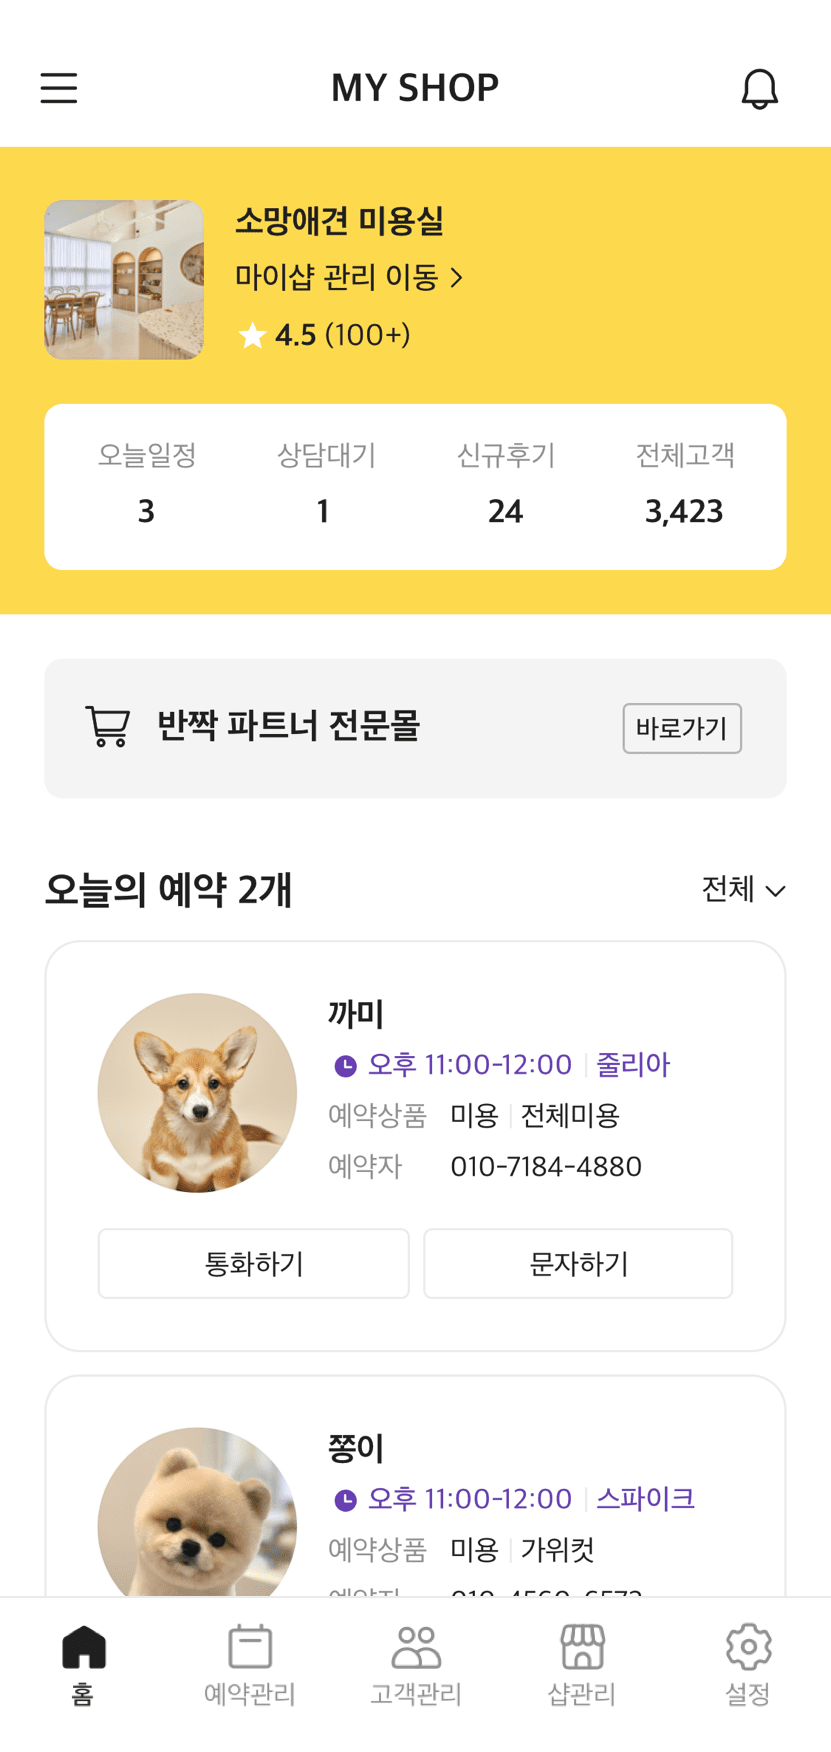 MY SHOP
소망애견 미용실
마이샵 관리 이동
4.5 (100+)
오늘일정 상담대기 신규후기 전체고객
3 1 24 3,423
반짝 파트너 전문몰 바로가기
오늘의 예약 2개 전체
까미
오후 11:00-12:00 줄리아
예약상품 미용 전체미용
예약자 010-7184-4880
통화하기 문자하기
쫑이
오후 11:00-12:00 스파이크
예약상품 미용 가위컷
홈 예약관리 고객관리 샵관리 설정